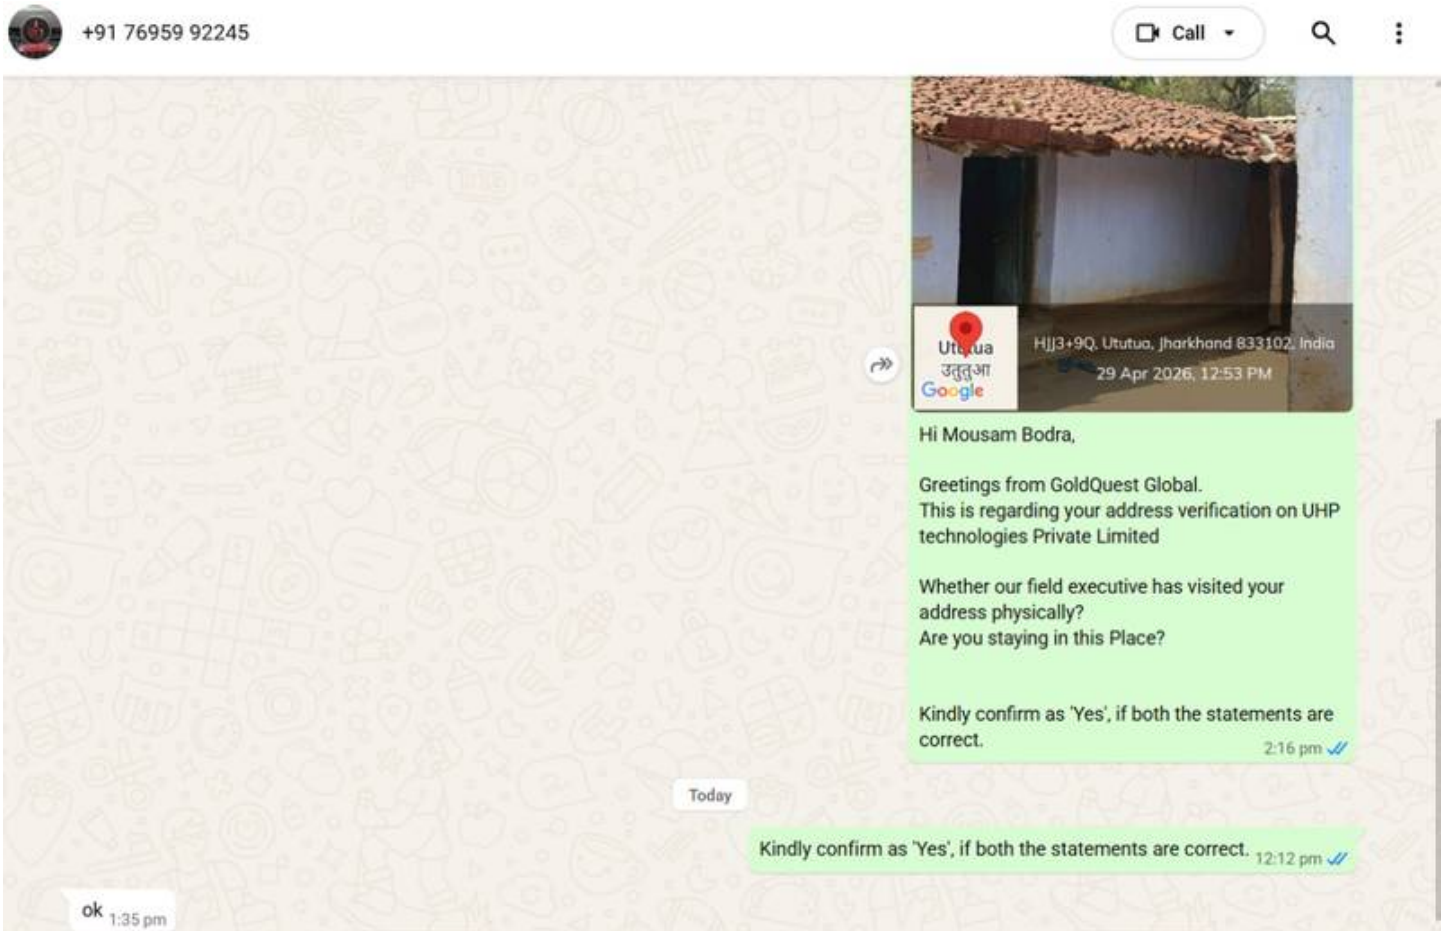 +91 76959 92245
Call
Ututua
उतुतुआ
Google
HJJ3+9Q, Ututua, Jharkhand 833102, India
29 Apr 2026, 12:53 PM
Hi Mousam Bodra,
Greetings from GoldQuest Global.
This is regarding your address verification on UHP
technologies Private Limited
Whether our field executive has visited your
address physically?
Are you staying in this Place?
Kindly confirm as 'Yes', if both the statements are
correct.
2:16 pm
Today
Kindly confirm as 'Yes', if both the statements are correct. 12:12 pm
ok 1:35 pm